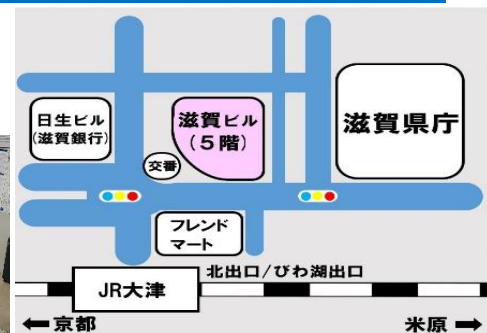 日生ビル
(滋賀銀行)
滋賀ビル
(5階)
滋賀県庁
交番
フレンド
マート
北出口/びわ湖出口
JR大津
←京都
米原→